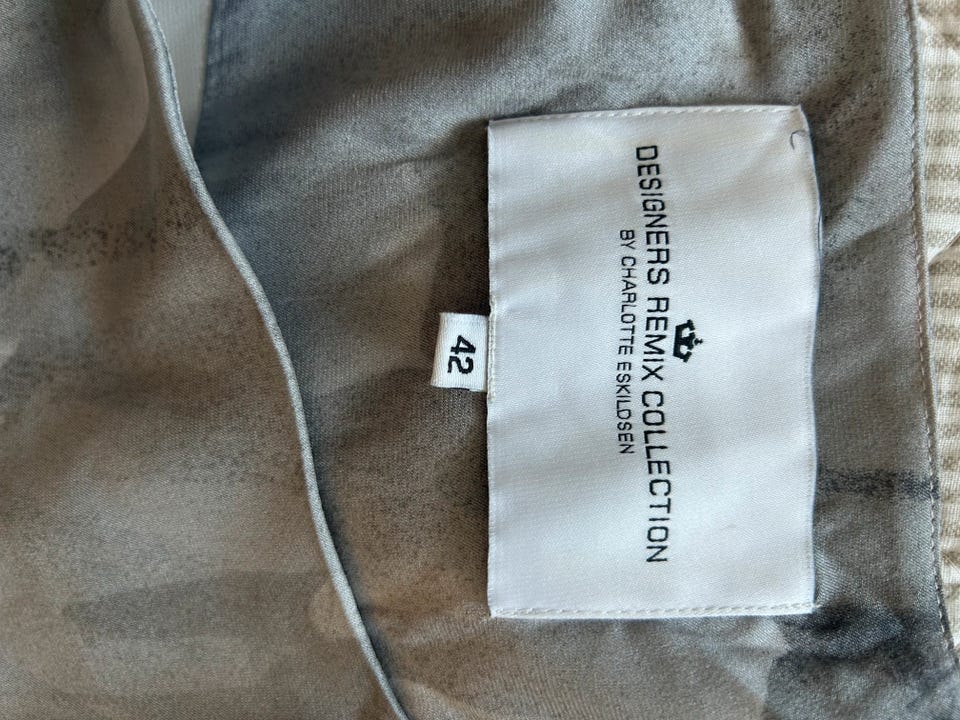 DESIGNERS REMIX COLLECTION
BY CHARLOTTE ESKILDSEN
42